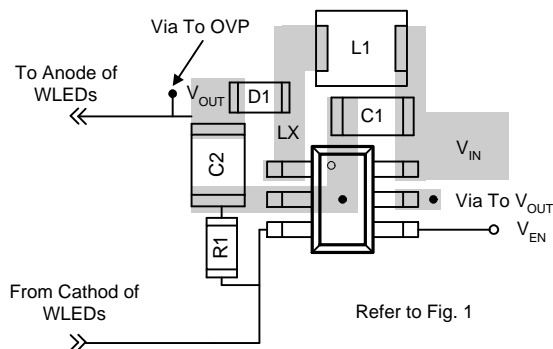 Via To OVP
To Anode of
WLEDs
VOUT
D1
L1
C1
LX
VIN
C2
Via To VOUT
VEN
R1
From Cathod of
WLEDs
Refer to Fig. 1